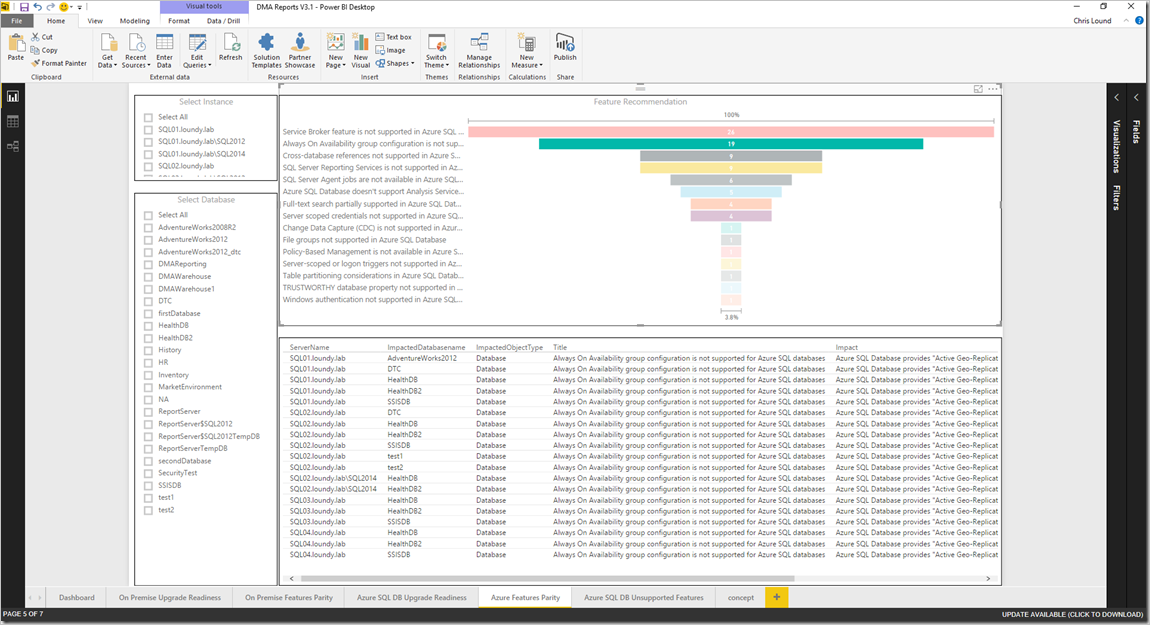 Visual tools
DMA Reports V3.1 - Power BI Desktop
File Home View Modeling Format Data / Drill
Chris Lound
Paste
Cut
Copy
Format Painter
Clipboard
Get Data
Recent Sources
Enter Data
Edit Queries
Refresh
External data
Solution Templates
Partner Showcase
Resources
New Page
New Visual
Text box
Image
Shapes
Insert
Switch Theme
Themes
Manage Relationships
Relationships
New Measure
Calculations
Publish
Share
Select Instance
Select All
SQL01.loundy.lab
SQL01.loundy.lab\SQL2012
SQL01.loundy.lab\SQL2014
SQL02.loundy.lab
Select Database
Select All
AdventureWorks2008R2
AdventureWorks2012
AdventureWorks2012_dtc
DMAReporting
DMAWarehouse
DMAWarehouse1
DTC
firstDatabase
HealthDB
HealthDB2
History
HR
Inventory
MarketEnvironment
NA
ReportServer
ReportServer$SQL2012
ReportServer$SQL2012TempDB
ReportServerTempDB
secondDatabase
SecurityTest
SSISDB
test1
test2
Feature Recommendation
100%
Service Broker feature is not supported in Azure SQL ... 26
Always On Availability group configuration is not sup... 19
Cross-database references not supported in Azure S... 9
SQL Server Reporting Services is not supported in Az...
SQL Server Agent jobs are not available in Azure SQL... 6
Azure SQL Database doesn't support Analysis Service...
Full-text search partially supported in Azure SQL Dat...
Server scoped credentials not supported in Azure SQ... 4
Change Data Capture (CDC) is not supported in Azur...
File groups not supported in Azure SQL Database
Policy-Based Management is not available in Azure S...
Server-scoped or logon triggers not supported in Az...
Table partitioning considerations in Azure SQL Datab...
TRUSTWORTHY database property not supported in ...
Windows authentication not supported in Azure SQL...
3.8%
ServerName ImpactedDatabasename ImpactedObjectType Title Impact
SQL01.loundy.lab AdventureWorks2012 Database Always On Availability group configuration is not supported for Azure SQL databases Azure SQL Database provides "Active Geo-Replicat
SQL01.loundy.lab DTC Database Always On Availability group configuration is not supported for Azure SQL databases Azure SQL Database provides "Active Geo-Replicat
SQL01.loundy.lab HealthDB Database Always On Availability group configuration is not supported for Azure SQL databases Azure SQL Database provides "Active Geo-Replicat
SQL01.loundy.lab HealthDB2 Database Always On Availability group configuration is not supported for Azure SQL databases Azure SQL Database provides "Active Geo-Replicat
SQL01.loundy.lab SSISDB Database Always On Availability group configuration is not supported for Azure SQL databases Azure SQL Database provides "Active Geo-Replicat
SQL02.loundy.lab DTC Database Always On Availability group configuration is not supported for Azure SQL databases Azure SQL Database provides "Active Geo-Replicat
SQL02.loundy.lab HealthDB Database Always On Availability group configuration is not supported for Azure SQL databases Azure SQL Database provides "Active Geo-Replicat
SQL02.loundy.lab HealthDB2 Database Always On Availability group configuration is not supported for Azure SQL databases Azure SQL Database provides "Active Geo-Replicat
SQL02.loundy.lab SSISDB Database Always On Availability group configuration is not supported for Azure SQL databases Azure SQL Database provides "Active Geo-Replicat
SQL02.loundy.lab test1 Database Always On Availability group configuration is not supported for Azure SQL databases Azure SQL Database provides "Active Geo-Replicat
SQL02.loundy.lab test2 Database Always On Availability group configuration is not supported for Azure SQL databases Azure SQL Database provides "Active Geo-Replicat
SQL02.loundy.lab\SQL2014 HealthDB Database Always On Availability group configuration is not supported for Azure SQL databases Azure SQL Database provides "Active Geo-Replicat
SQL02.loundy.lab\SQL2014 HealthDB2 Database Always On Availability group configuration is not supported for Azure SQL databases Azure SQL Database provides "Active Geo-Replicat
SQL03.loundy.lab HealthDB Database Always On Availability group configuration is not supported for Azure SQL databases Azure SQL Database provides "Active Geo-Replicat
SQL03.loundy.lab HealthDB2 Database Always On Availability group configuration is not supported for Azure SQL databases Azure SQL Database provides "Active Geo-Replicat
SQL03.loundy.lab SSISDB Database Always On Availability group configuration is not supported for Azure SQL databases Azure SQL Database provides "Active Geo-Replicat
SQL04.loundy.lab HealthDB Database Always On Availability group configuration is not supported for Azure SQL databases Azure SQL Database provides "Active Geo-Replicat
SQL04.loundy.lab HealthDB2 Database Always On Availability group configuration is not supported for Azure SQL databases Azure SQL Database provides "Active Geo-Replicat
SQL04.loundy.lab SSISDB Database Always On Availability group configuration is not supported for Azure SQL databases Azure SQL Database provides "Active Geo-Replicat
Visualizations
Filters
Fields
Dashboard On Premise Upgrade Readiness On Premise Features Parity Azure SQL DB Upgrade Readiness Azure Features Parity Azure SQL DB Unsupported Features concept +
PAGE 5 OF 7
UPDATE AVAILABLE (CLICK TO DOWNLOAD)